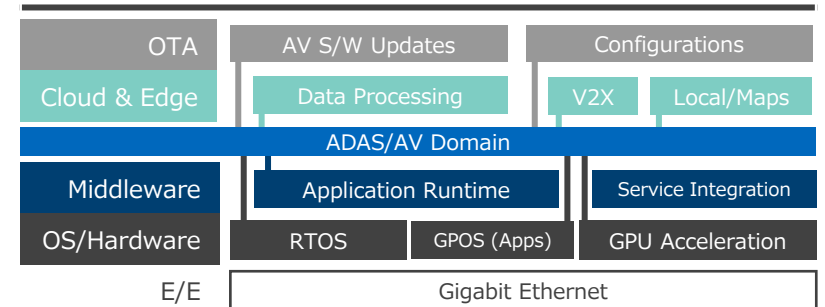 OTA
AV S/W Updates
Configurations
Cloud & Edge
Data Processing
V2X
Local/Maps
ADAS/AV Domain
Middleware
Application Runtime
Service Integration
OS/Hardware
RTOS
GPOS (Apps)
GPU Acceleration
E/E
Gigabit Ethernet